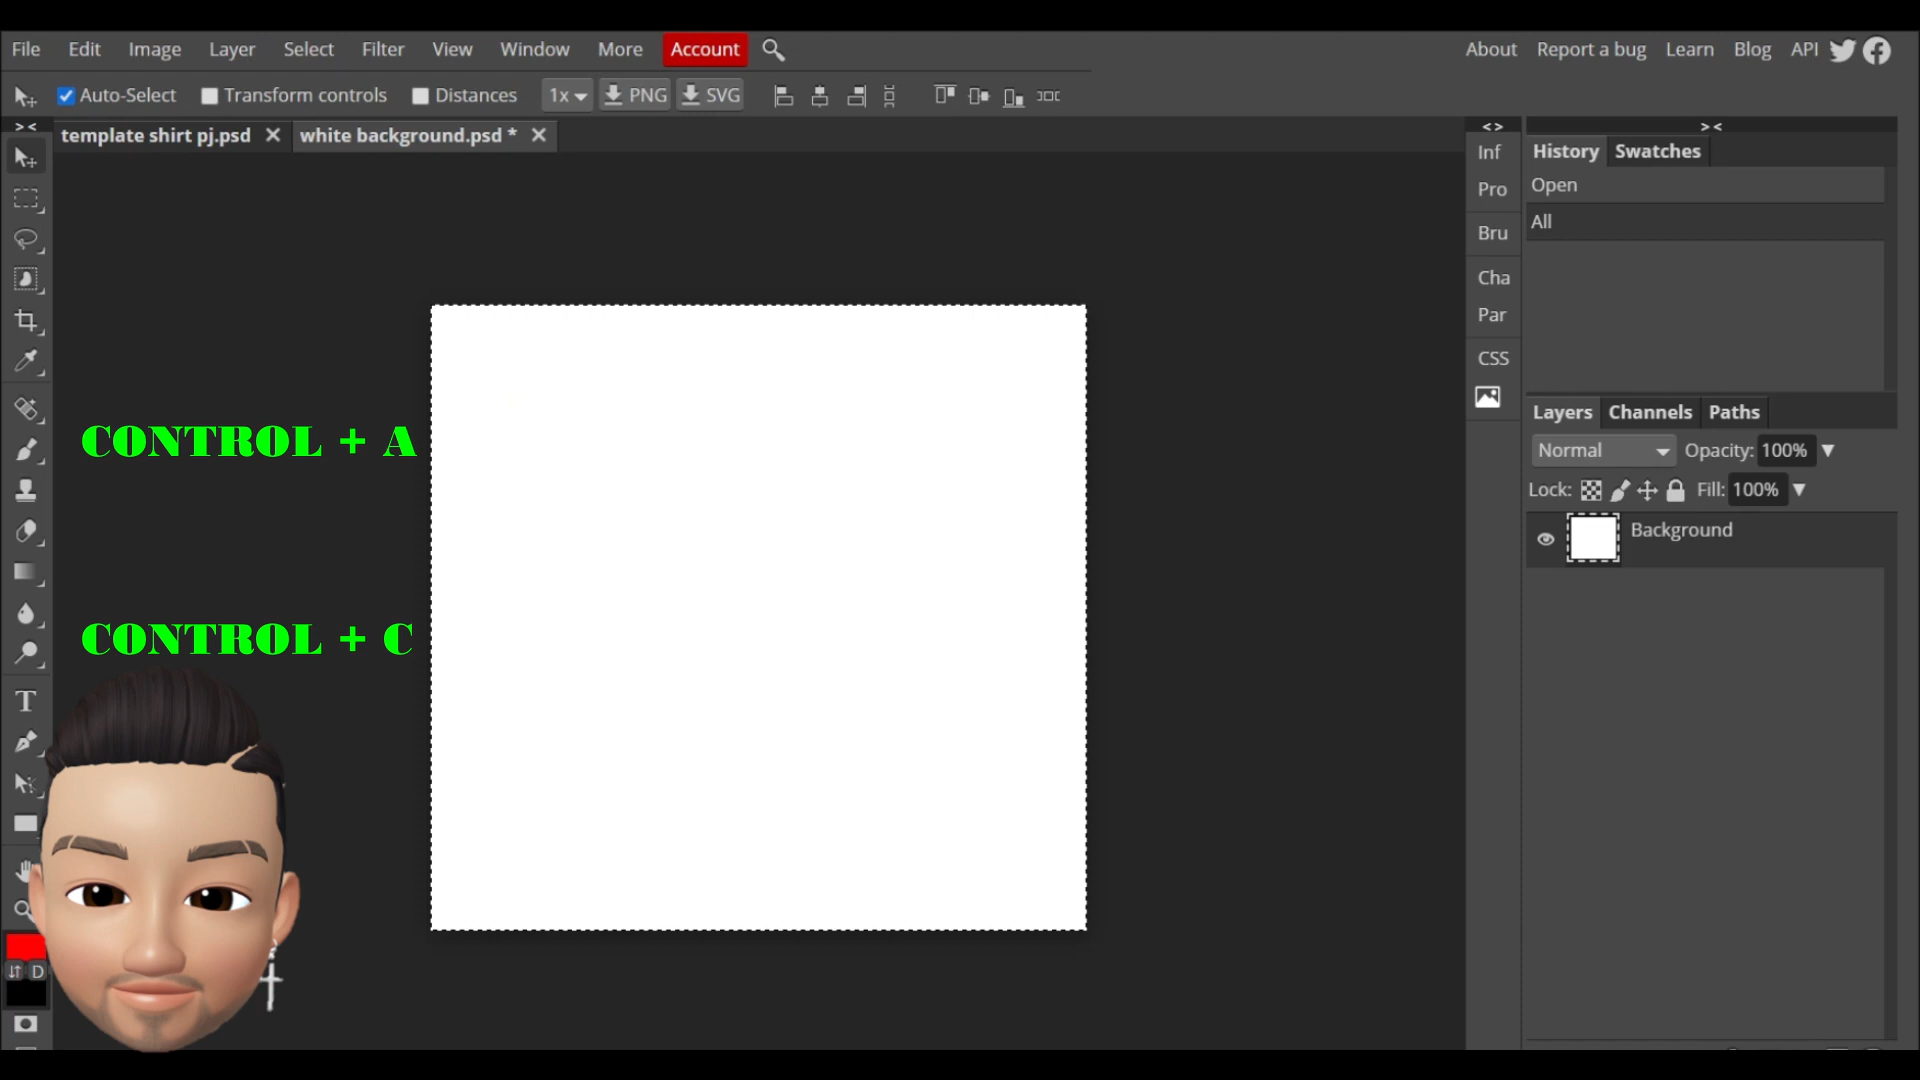 File Edit Image Layer Select Filter View Window More Account About Report a bug Learn Blog API
Auto-Select Transform controls Distances 1x PNG SVG
> < < > > <
template shirt pj.psd white background.psd *
Inf
Pro
Bru
Cha
Par
CSS
History Swatches
Open
All
Layers Channels Paths
Normal Opacity: 100%
Lock: Fill: 100%
Background
CONTROL + A
CONTROL + C
T
D